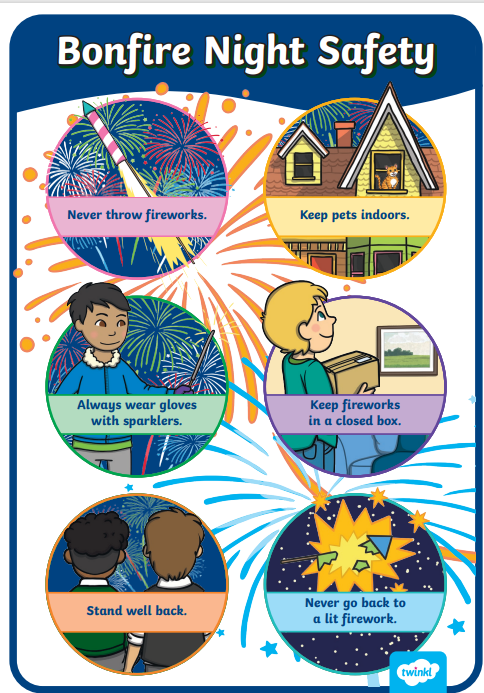 Bonfire Night Safety
Never throw fireworks.
Keep pets indoors.
Always wear gloves
with sparklers.
Keep fireworks
in a closed box.
Stand well back.
Never go back to
a lit firework.
twinkl